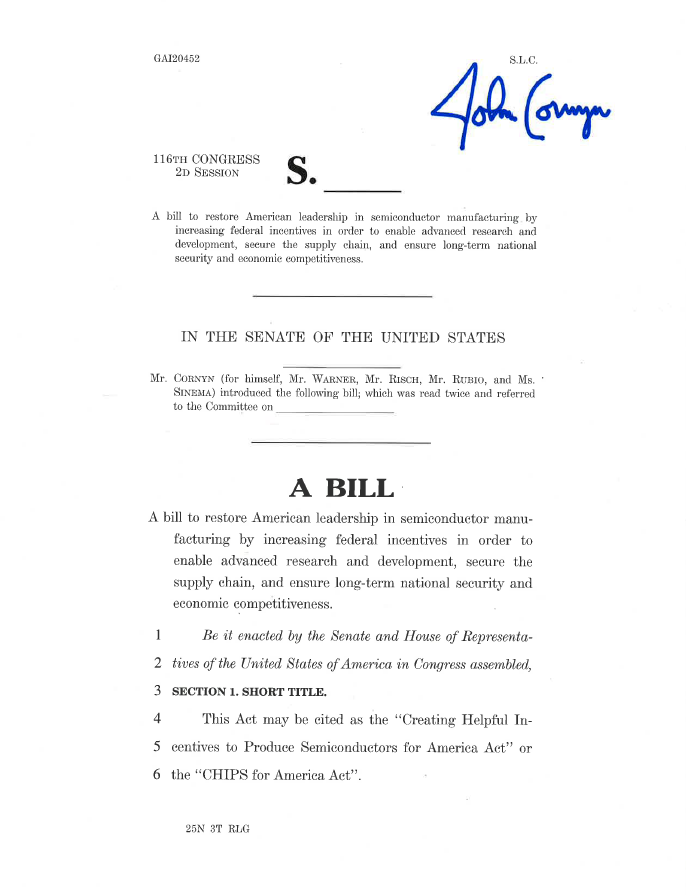 GAI20452 S.L.C.
John Cornyn
116TH CONGRESS
2D SESSION
S. ________
A bill to restore American leadership in semiconductor manufacturing by
increasing federal incentives in order to enable advanced research and
development, secure the supply chain, and ensure long-term national
security and economic competitiveness.
IN THE SENATE OF THE UNITED STATES
Mr. CORNYN (for himself, Mr. WARNER, Mr. RISCH, Mr. RUBIO, and Ms.
SINEMA) introduced the following bill; which was read twice and referred
to the Committee on ________________
A BILL
A bill to restore American leadership in semiconductor manu-
facturing by increasing federal incentives in order to
enable advanced research and development, secure the
supply chain, and ensure long-term national security and
economic competitiveness.
1 Be it enacted by the Senate and House of Representa-
2 tives of the United States of America in Congress assembled,
3 SECTION 1. SHORT TITLE.
4 This Act may be cited as the “Creating Helpful In-
5 centives to Produce Semiconductors for America Act” or
6 the “CHIPS for America Act”.
25N 3T RLG